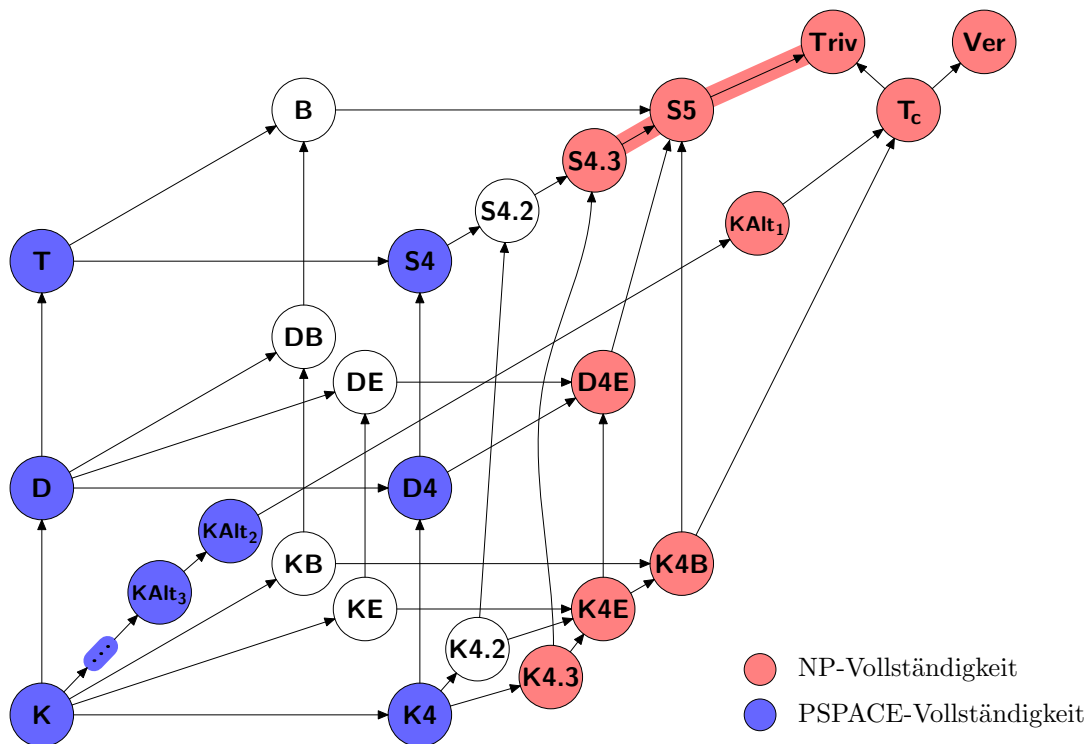 Triv
Ver
B
S5
T_c
S4.3
S4.2
KAlt₁
T
S4
DB
DE
D4E
D
D4
KAlt₂
KB
K4B
KAlt₃
KE
K4E
...
K4.2
K4.3
K
K4
NP-Vollständigkeit
PSPACE-Vollständigkeit